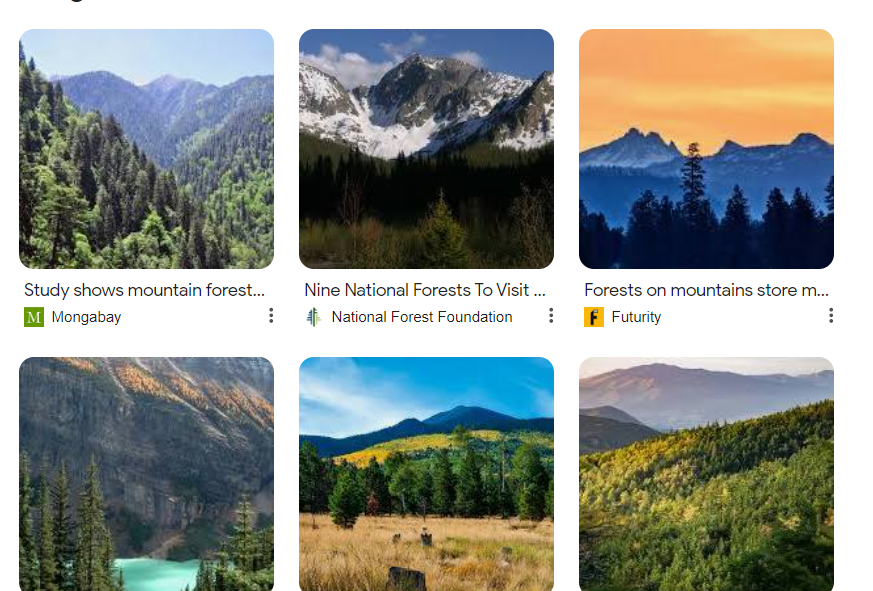 Study shows mountain forest...
Nine National Forests To Visit ...
Forests on mountains store m...
M Mongabay
National Forest Foundation
F Futurity